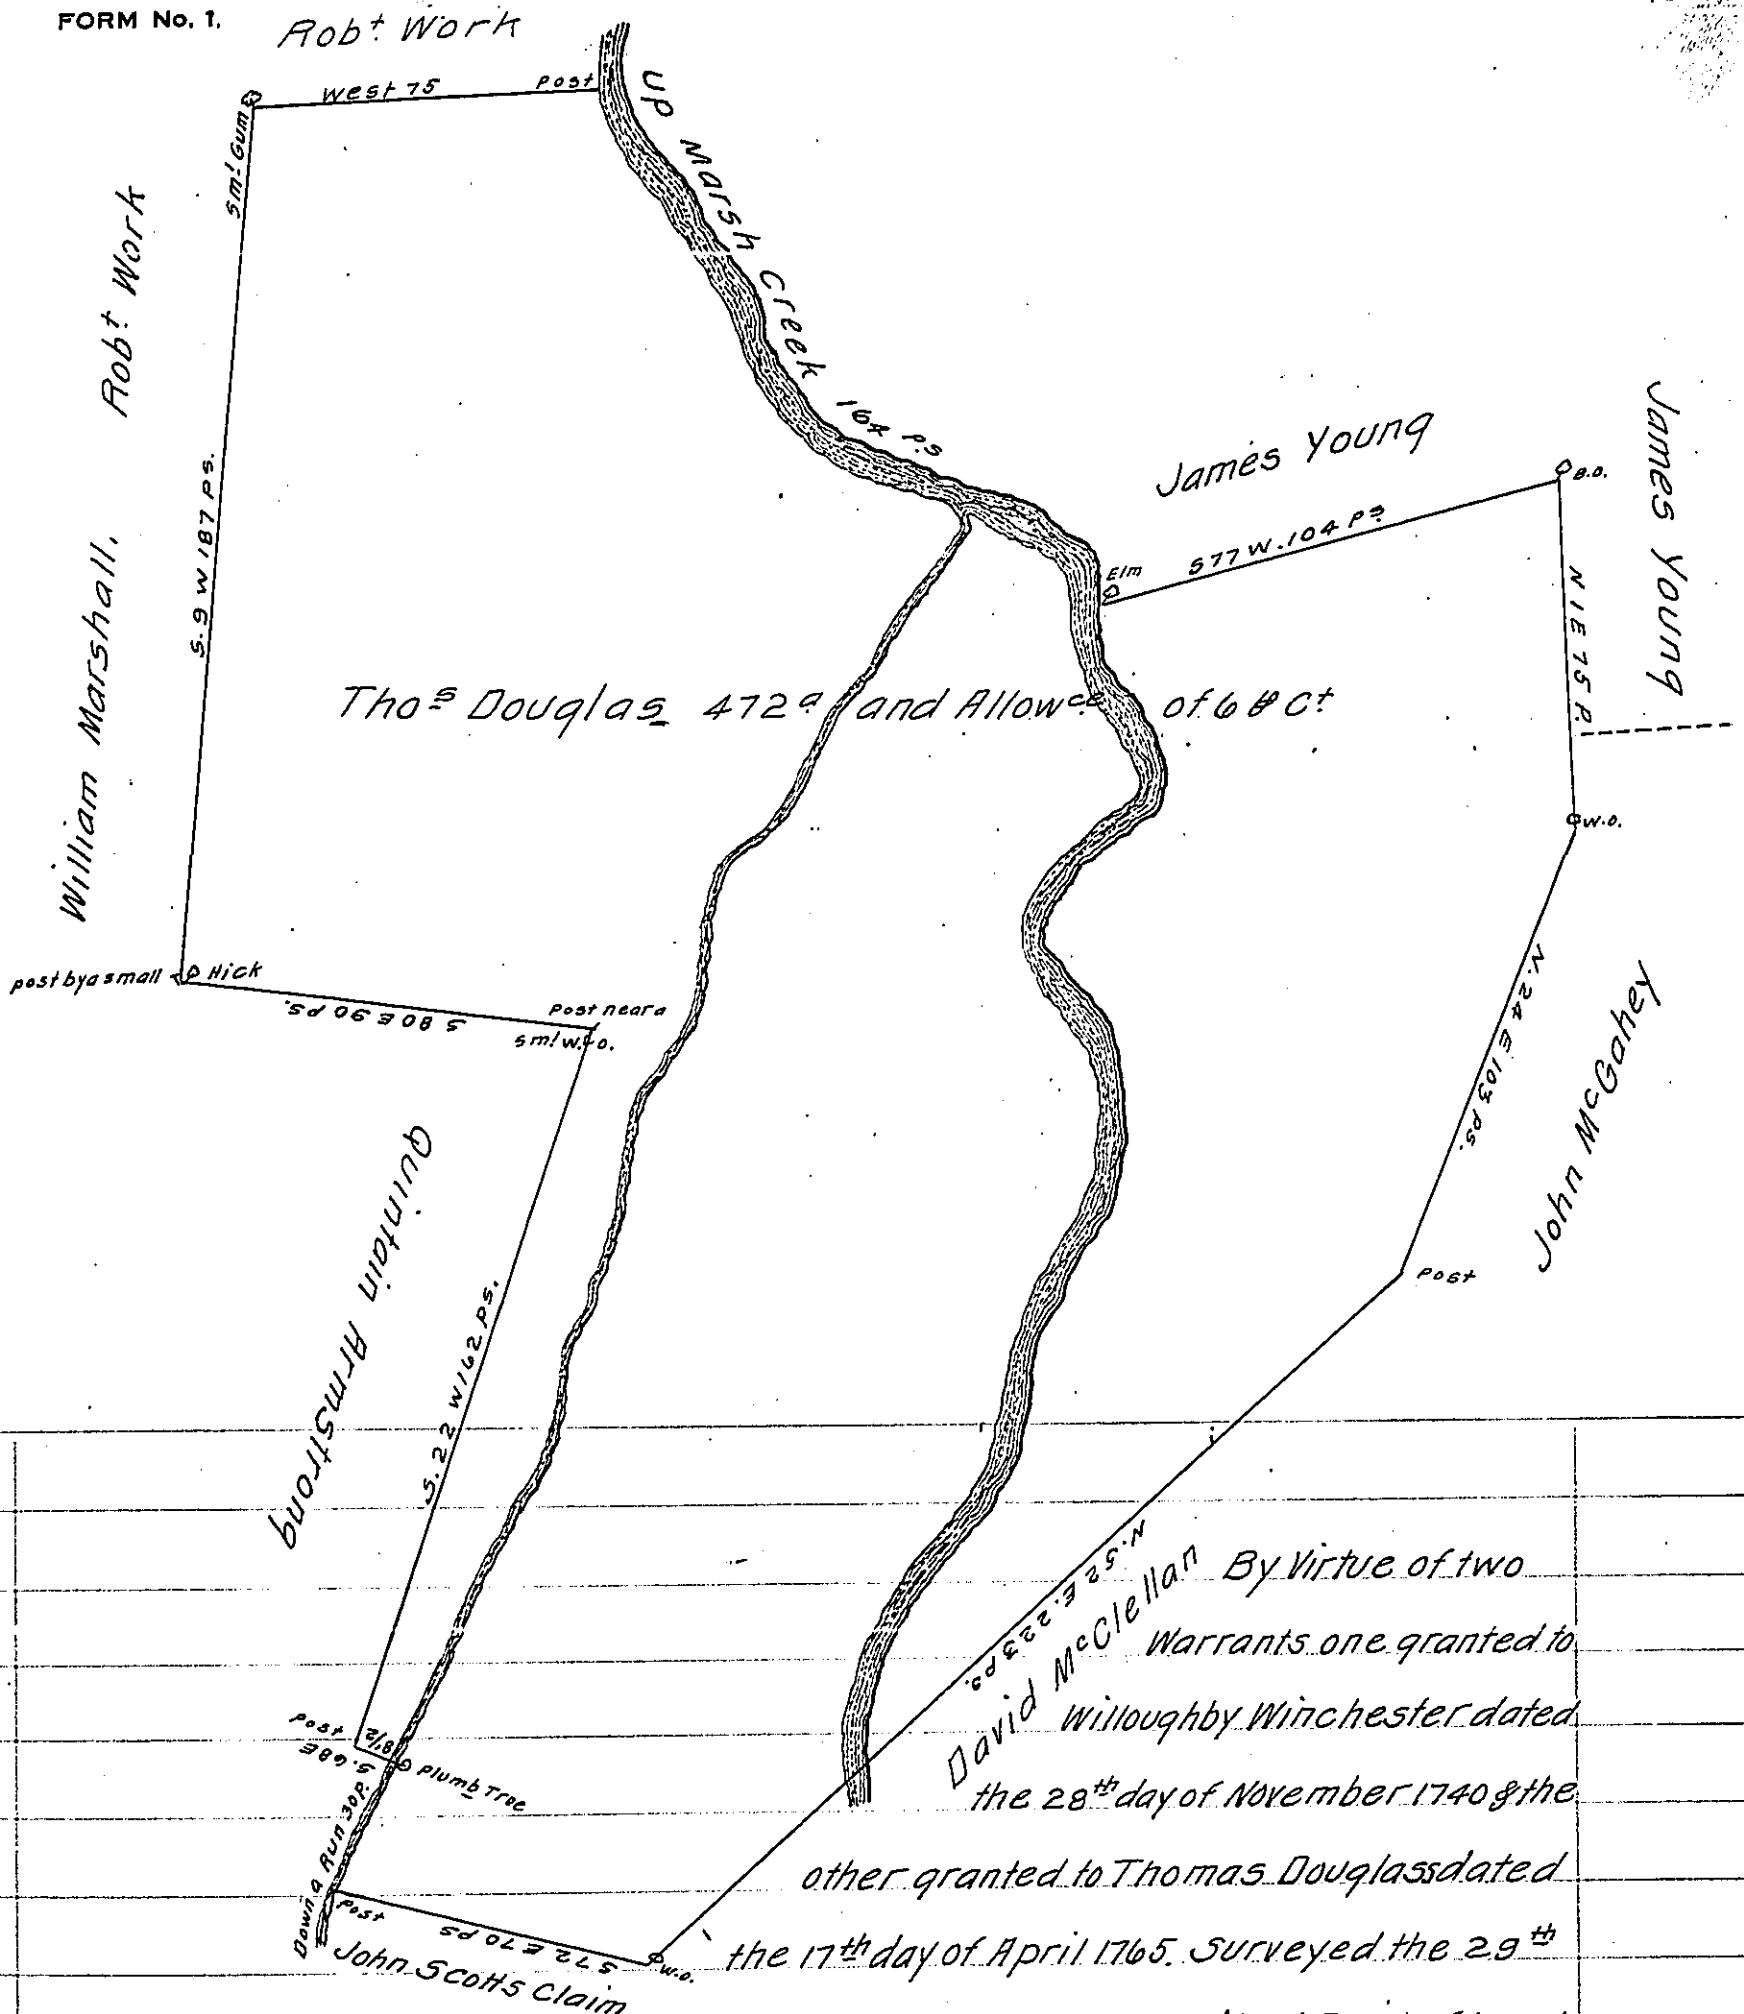 FORM No. 1.
Robt Work
West 75
Post
Up Marsh Creek 164 Ps
Sml Gum
Robt Work
S. 9 W 187 PS.
William Marshall.
James Young
James Young
B.O.
S 77 W. 104 Ps
Elm
N 1 E 75 P.
Thos Douglas 472a and Allowce of 6 ⅌ Ct
W.O.
post by a small Hick
S 80 E 90 PS.
Post near a
sml W.O.
N. 24 E 103 PS.
John McGahey
Post
Quintain Armstrong
S. 22 W 162 PS.
N. 52 E. 223 PS.
David McClellan
By Virtue of two
Warrants one granted to
Willoughby Winchester dated
Post
S. 68 E
8½
Plumb Tree
the 28th day of November 1740 & the
Down a Run 30 P.
other granted to Thomas Douglass dated
Post
S 72 E 70 PS
W.O.
the 17th day of April 1765. Surveyed the 29th
John Scotts Claim